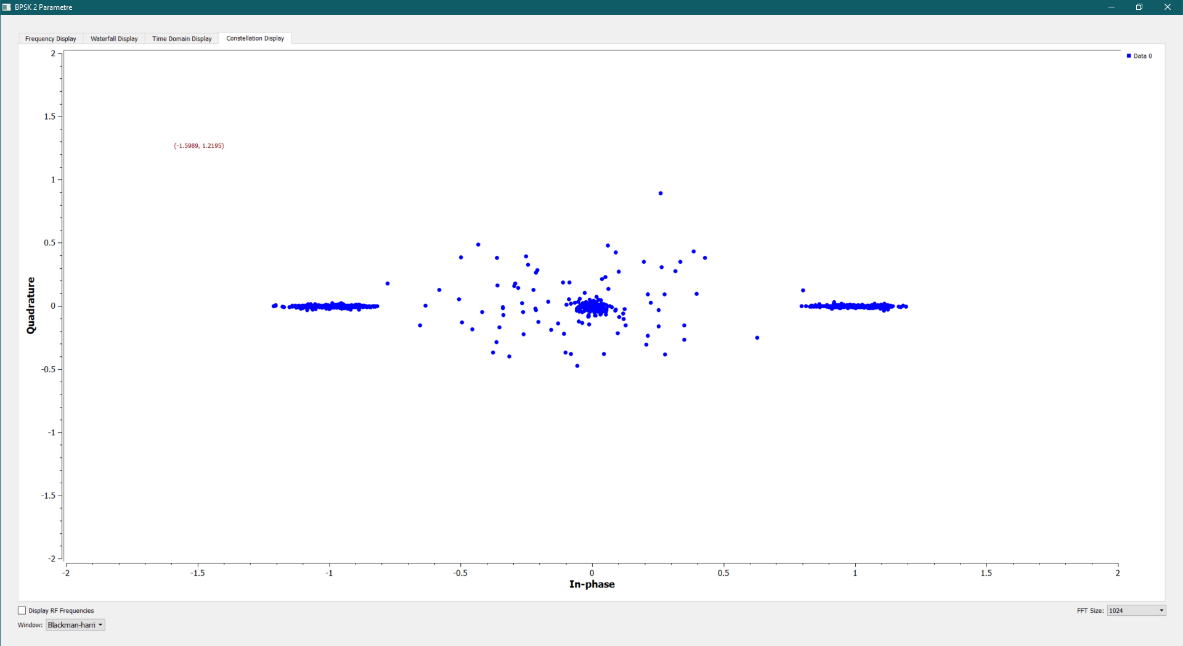 BPSK 2 Parametre
Frequency Display Waterfall Display Time Domain Display Constellation Display
Data 0
2
1.5
1
0.5
0
-0.5
-1
-1.5
-2
Quadrature
(-1.5989, 1.2195)
-2 -1.5 -1 -0.5 0 0.5 1 1.5 2
In-phase
Display RF Frequencies
FFT Size: 1024
Window: Blackman-harri